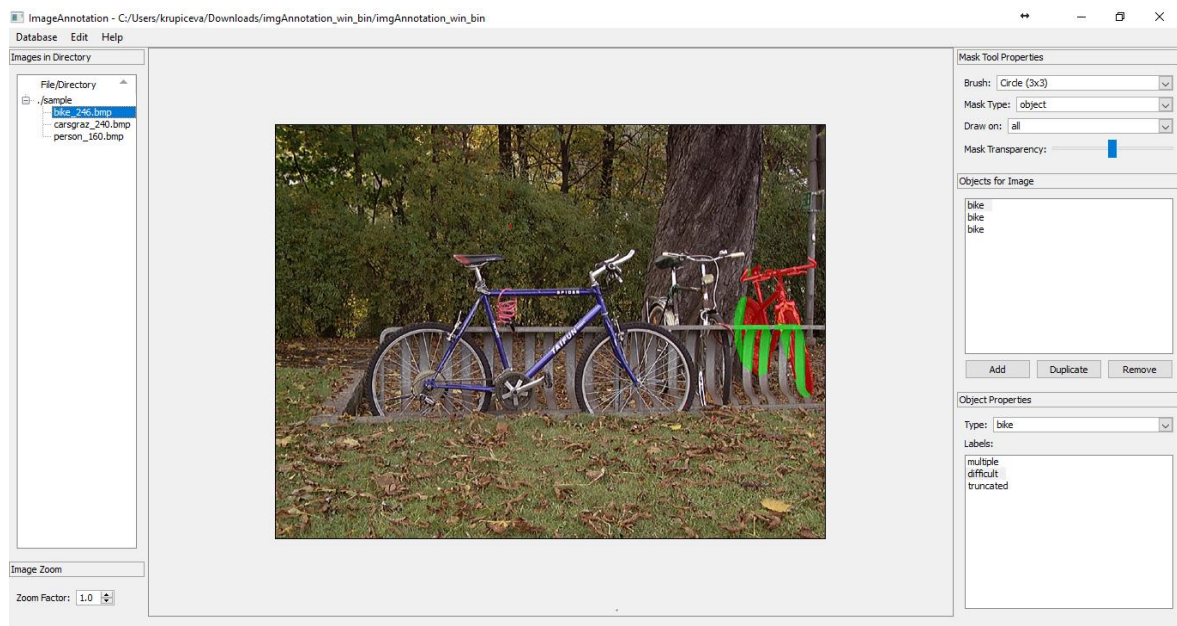 ImageAnnotation - C:/Users/krupiceva/Downloads/imgAnnotation_win_bin/imgAnnotation_win_bin
Database Edit Help
Images in Directory
File/Directory
./sample
bike_246.bmp
carsgraz_240.bmp
person_160.bmp
Image Zoom
Zoom Factor: 1.0
SPIDER
TAIFUN
Mask Tool Properties
Brush: Circle (3x3)
Mask Type: object
Draw on: all
Mask Transparency:
Objects for Image
bike
bike
bike
Add Duplicate Remove
Object Properties
Type: bike
Labels:
multiple
difficult
truncated